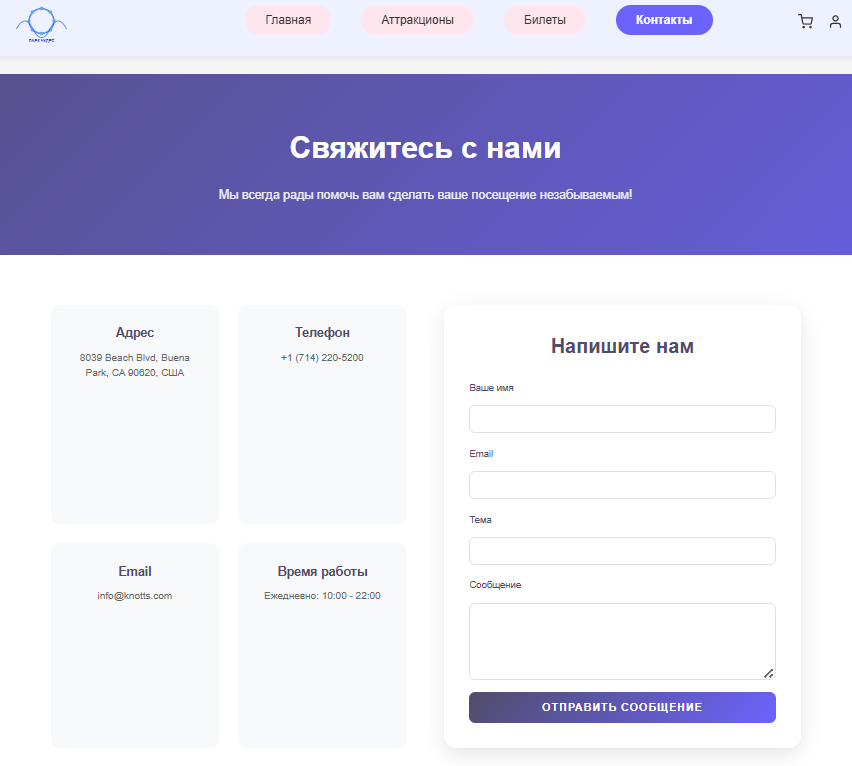 Главная
Аттракционы
Билеты
Контакты
ПАРК ЧУДЕС
Свяжитесь с нами
Мы всегда рады помочь вам сделать ваше посещение незабываемым!
Адрес
8039 Beach Blvd, Buena
Park, CA 90620, США
Телефон
+1 (714) 220-5200
Email
info@knotts.com
Время работы
Ежедневно: 10:00 - 22:00
Напишите нам
Ваше имя
Email
Тема
Сообщение
ОТПРАВИТЬ СООБЩЕНИЕ